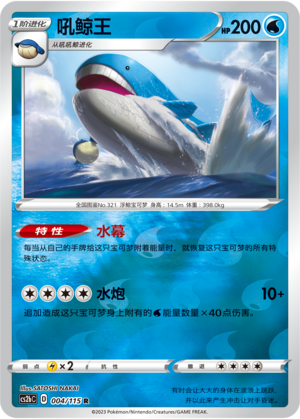 1阶进化
吼鲸王
HP200
从吼吼鲸进化
全国图鉴No.321 浮鲸宝可梦 身高：14.5m 体重：398.0kg
特性 水幕
每当从自己的手牌给这只宝可梦附着能量时，就恢复这只宝可梦的所有特
殊状态。
水炮 10+
追加造成这只宝可梦身上附有的能量数量×40点伤害。
弱点 ×2 抵抗力 撤退
Illus. SATOSHI NAKAI
cs2b C D 004/115 R
有时会以大大的身体在波浪上跳跃，
并以此来产生冲击让对手昏倒。
©2023 Pokémon/Nintendo/Creatures/GAME FREAK.